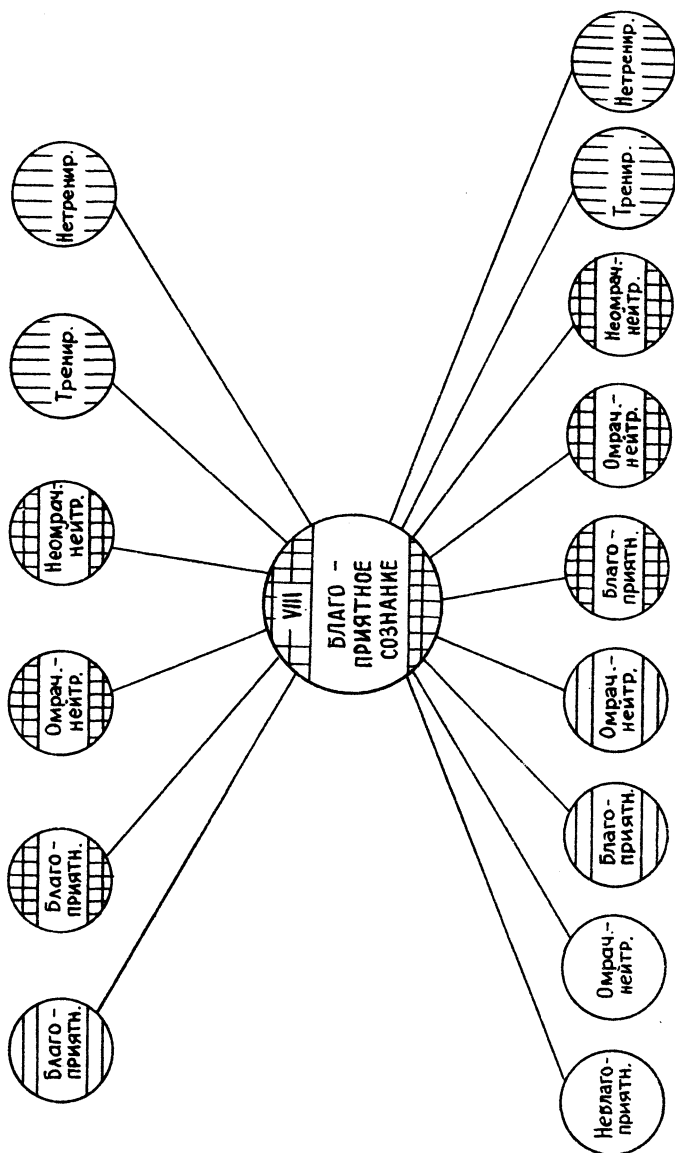 Нетренир.
Тренир.
Неомрач.-
нейтр.
Омрач.-
нейтр.
Благо-
приятн.
Благо-
приятн.
VIII
БЛАГО -
ПРИЯТНОЕ
СОЗНАНИЕ
Нетренир.
Тренир.
Неомрач.-
нейтр.
Омрач.-
нейтр.
Благо-
приятн.
Омрач.-
нейтр.
Благо-
приятн.
Омрач.-
нейтр.
Неблаго-
приятн.